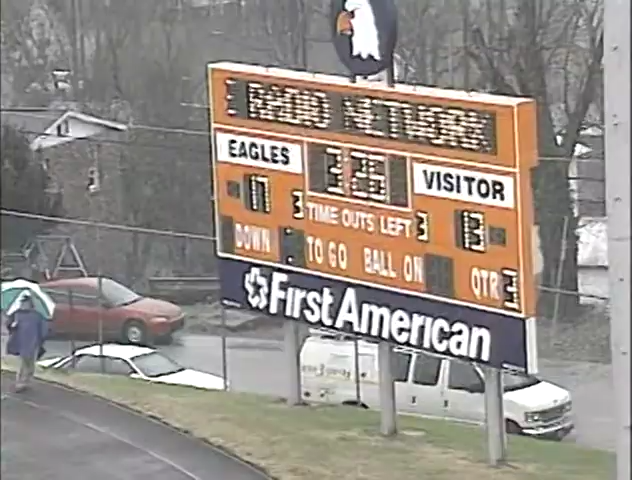 RADIO NETWORK
EAGLES 3:26 VISITOR
17 3 TIME OUTS LEFT 3 13
DOWN TO GO BALL ON QTR 3
First American